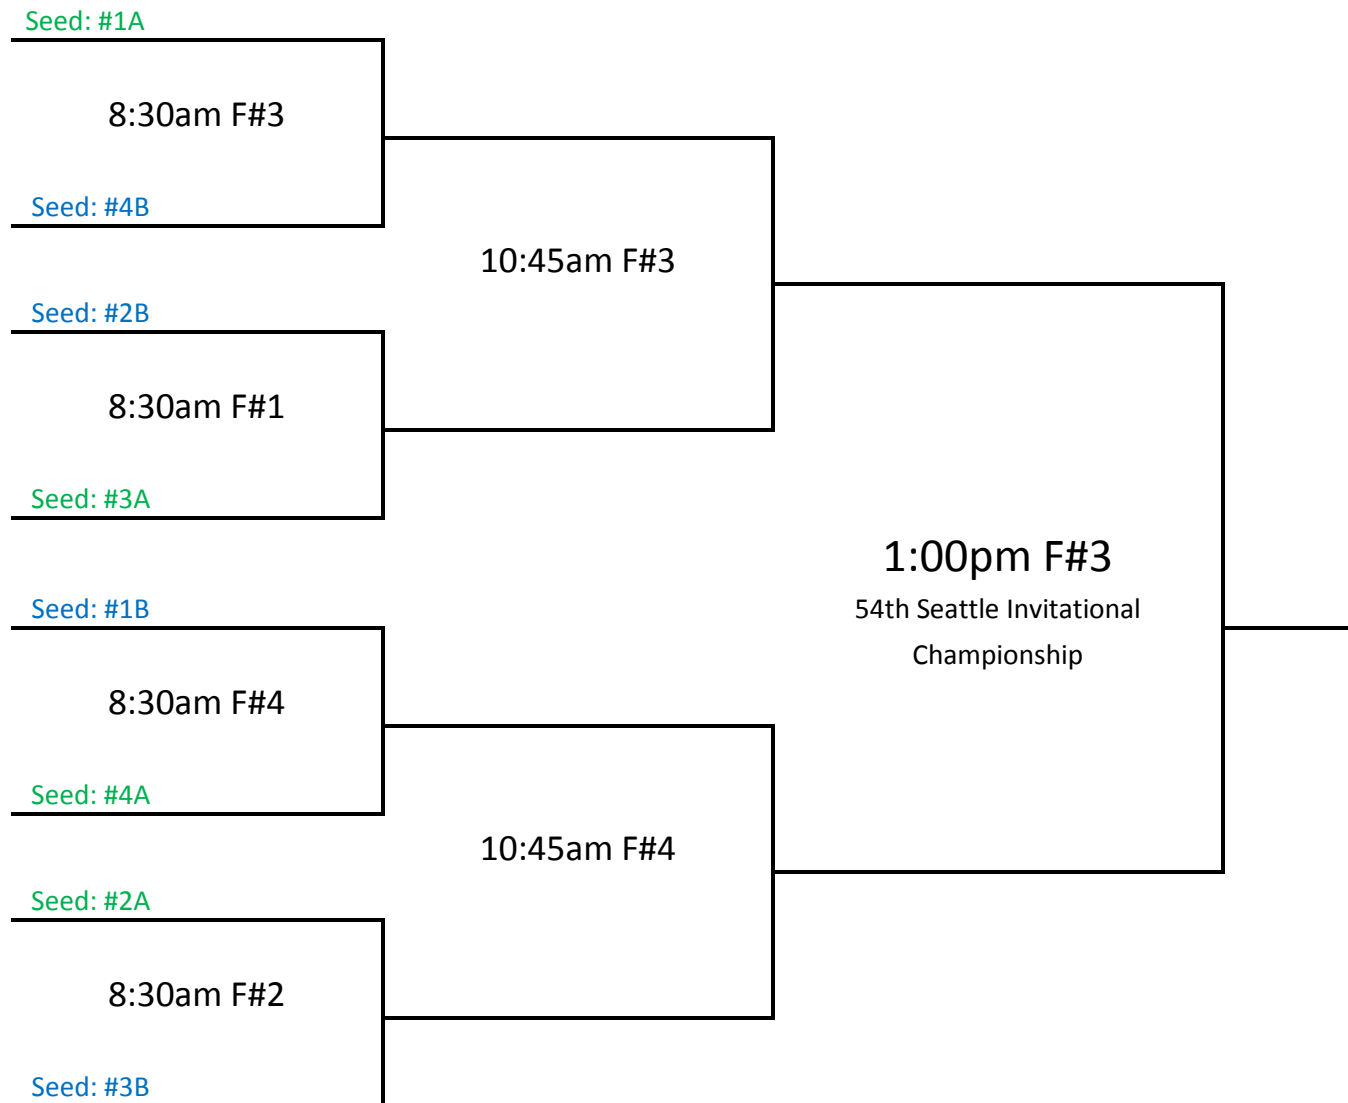 Seed: #1A
8:30am F#3
Seed: #4B
10:45am F#3
Seed: #2B
8:30am F#1
Seed: #3A
1:00pm F#3
54th Seattle Invitational
Championship
Seed: #1B
8:30am F#4
Seed: #4A
10:45am F#4
Seed: #2A
8:30am F#2
Seed: #3B